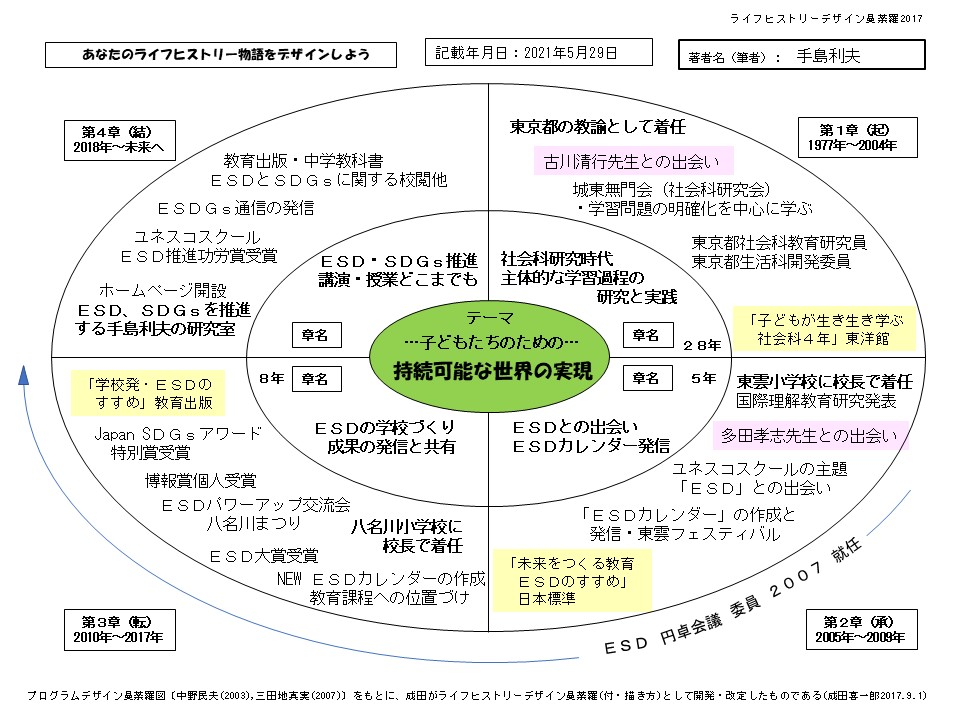 ライフヒストリーデザイン曼荼羅2017
あなたのライフヒストリー物語をデザインしよう
記載年月日：2021年5月29日
著者名（筆者）： 手島利夫
第１章（起）
1977年～2004年
東京都の教諭として着任
古川清行先生との出会い
城東無門会（社会科研究会）
・学習問題の明確化を中心に学ぶ
東京都社会科教育研究員
東京都生活科開発委員
「子どもが生き生き学ぶ
社会科４年」東洋館
社会科研究時代
主体的な学習過程の
研究と実践
章名
２８年
テーマ
…子どもたちのための…
持続可能な世界の実現
章名
５年
東雲小学校に校長で着任
国際理解教育研究発表
多田孝志先生との出会い
ユネスコスクールの主題
「ESD」との出会い
「ESDカレンダー」の作成と
発信・東雲フェスティバル
「未来をつくる教育
ＥＳＤのすすめ」
日本標準
ＥＳＤとの出会い
ＥＳＤカレンダー発信
ＥＳＤ 円卓会議 委員 ２００７ 就任
第２章（承）
2005年～2009年
８年
章名
ＥＳＤの学校づくり
成果の発信と共有
八名川小学校に
校長で着任
NEW ＥＳＤカレンダーの作成
教育課程への位置づけ
ＥＳＤ大賞受賞
ＥＳＤパワーアップ交流会
八名川まつり
博報賞個人受賞
Japan ＳＤＧｓアワード
特別賞受賞
「学校発・ＥＳＤの
すすめ」教育出版
第３章（転）
2010年～2017年
第４章（結）
2018年～未来へ
教育出版・中学教科書
ＥＳＤとＳＤＧｓに関する校閲他
ＥＳＤＧｓ通信の発信
ユネスコスクール
ＥＳＤ推進功労賞受賞
ホームページ開設
ＥＳＤ、ＳＤＧｓを推進
する手島利夫の研究室
ＥＳＤ・ＳＤＧｓ推進
講演・授業どこまでも
章名
プログラムデザイン曼荼羅図〔中野民夫(2003),三田地真実(2007)〕をもとに、成田がライフヒストリーデザイン曼荼羅(付・描き方)として開発・改定したものである(成田喜一郎2017.9.1)